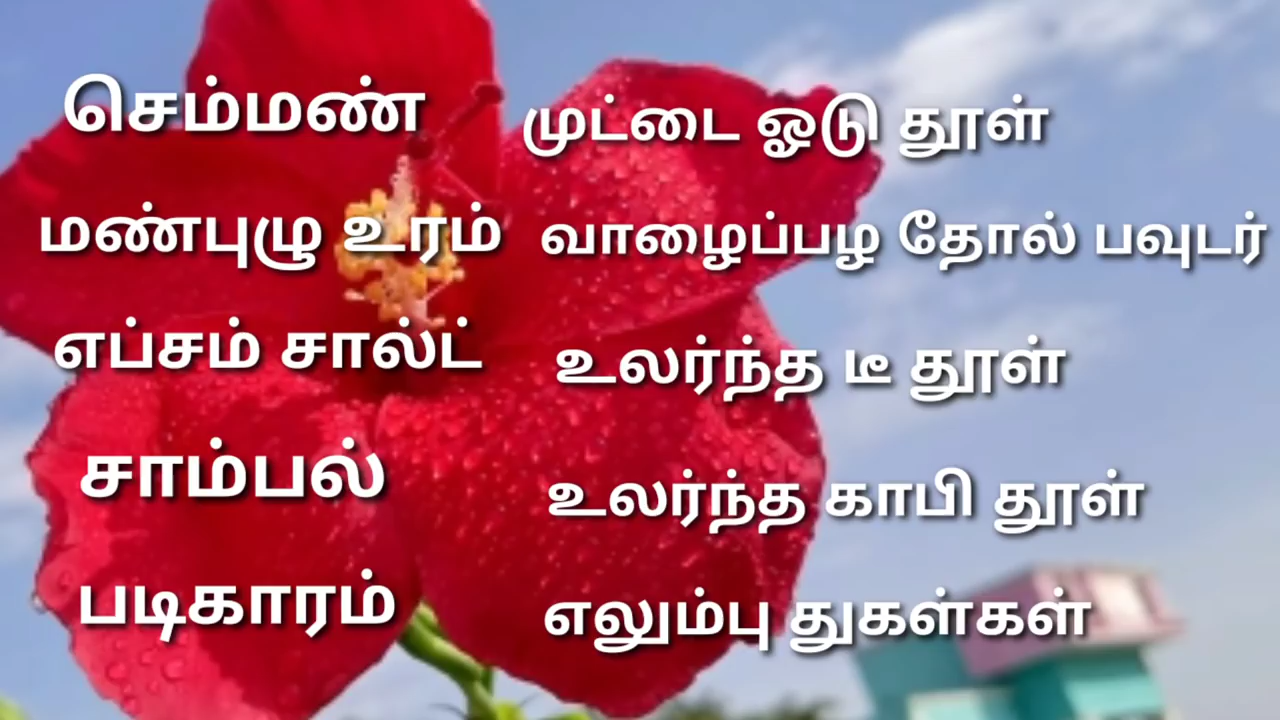 செம்மண்
மண்புழு உரம்
எப்சம் சால்ட்
சாம்பல்
படிகாரம்
முட்டை ஓடு தூள்
வாழைப்பழ தோல் பவுடர்
உலர்ந்த டீ தூள்
உலர்ந்த காபி தூள்
எலும்பு துகள்கள்